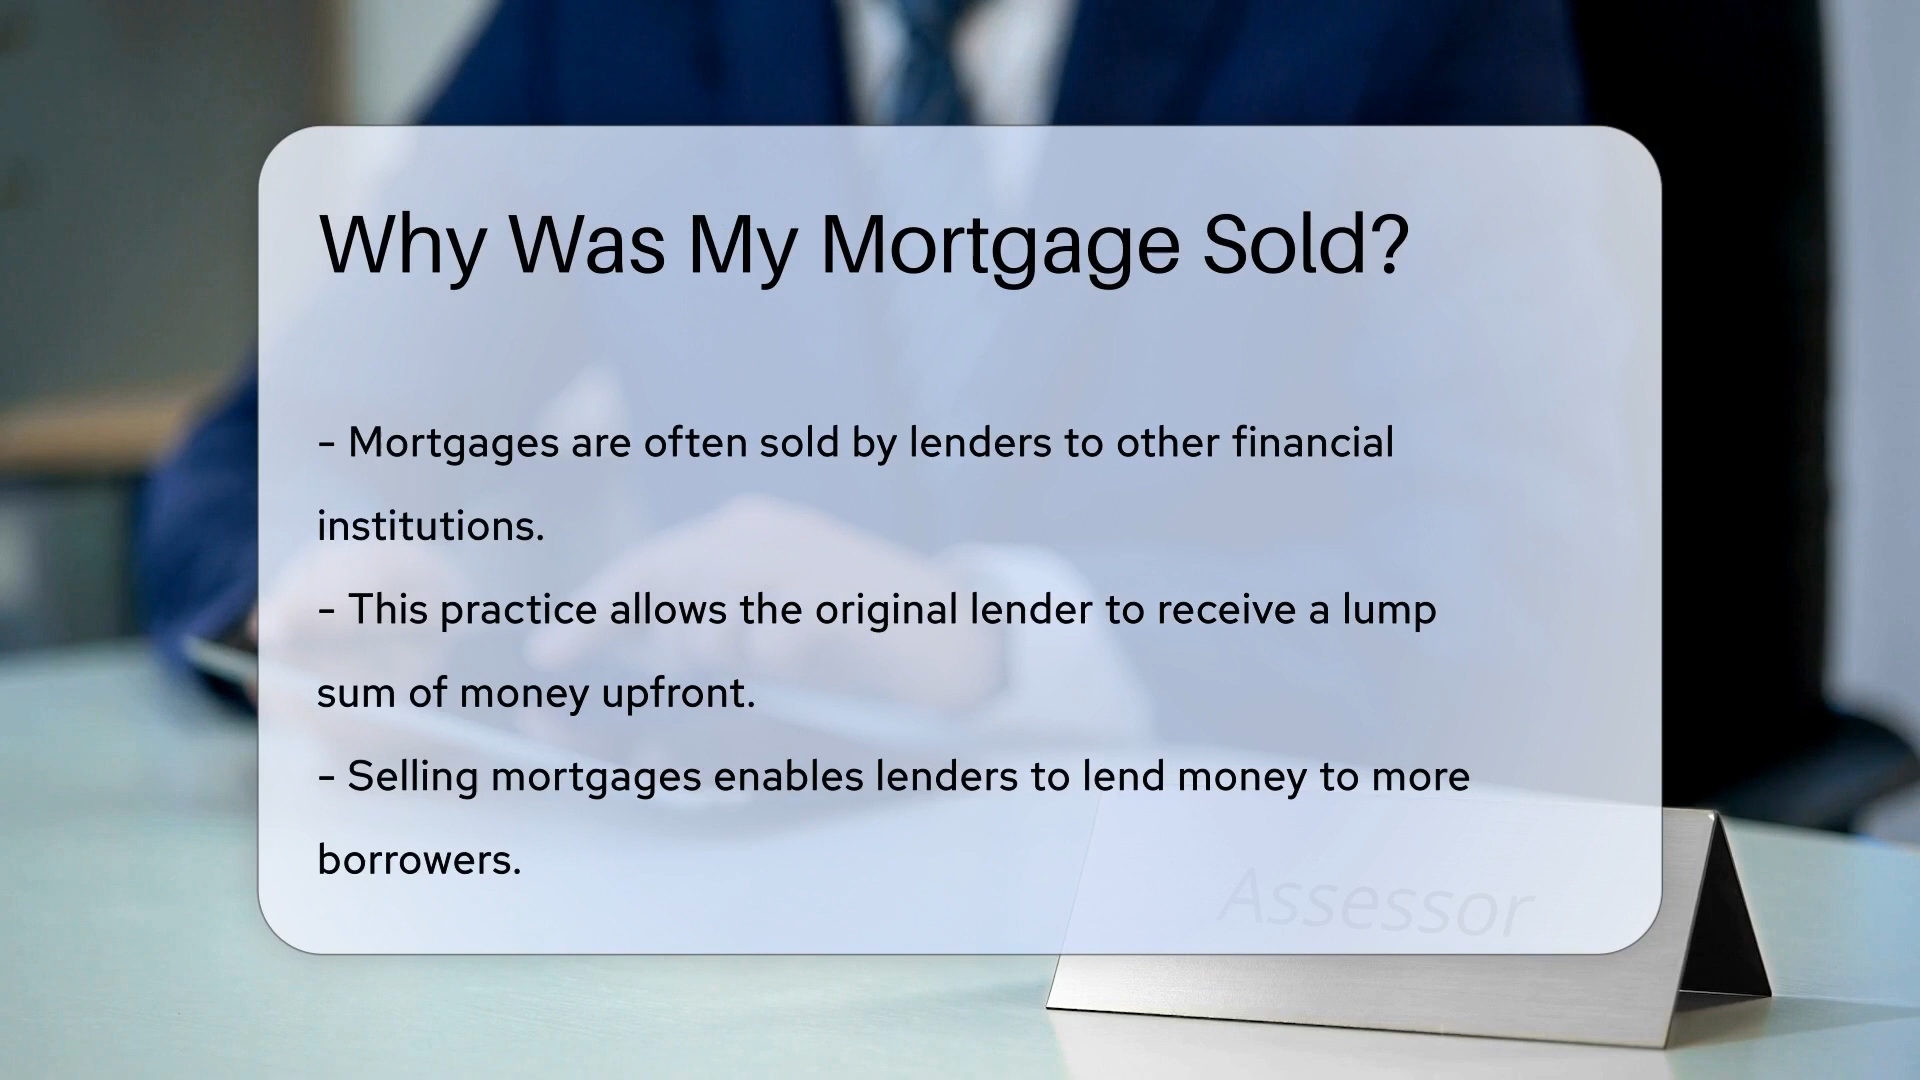 Why Was My Mortgage Sold?
- Mortgages are often sold by lenders to other financial
institutions.
- This practice allows the original lender to receive a lump
sum of money upfront.
- Selling mortgages enables lenders to lend money to more
borrowers.
Assessor